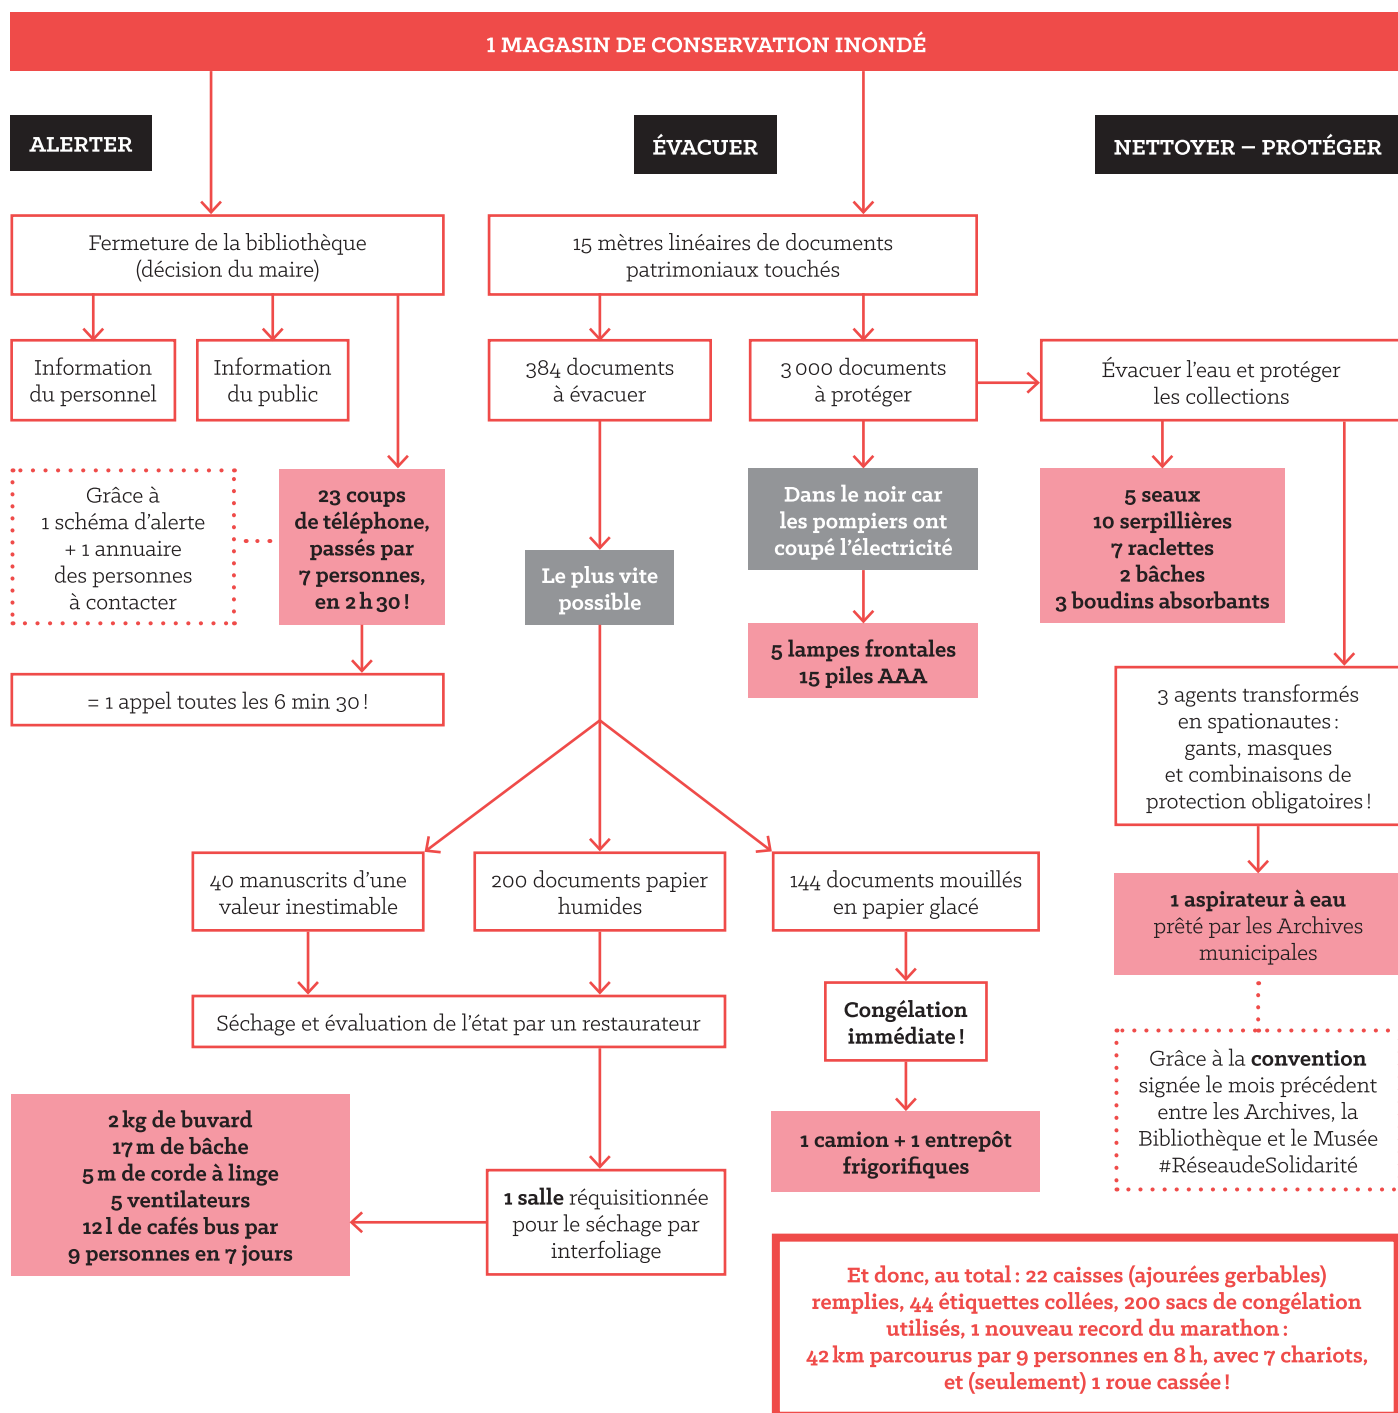 1 MAGASIN DE CONSERVATION INONDÉ
ALERTER
ÉVACUER
NETTOYER – PROTÉGER
Fermeture de la bibliothèque
(décision du maire)
15 mètres linéaires de documents
patrimoniaux touchés
Information
du personnel
Information
du public
384 documents
à évacuer
3 000 documents
à protéger
Évacuer l’eau et protéger
les collections
Grâce à
1 schéma d’alerte
+ 1 annuaire
des personnes
à contacter
23 coups
de téléphone,
passés par
7 personnes,
en 2 h 30 !
= 1 appel toutes les 6 min 30 !
Le plus vite
possible
Dans le noir car
les pompiers ont
coupé l’électricité
5 lampes frontales
15 piles AAA
5 seaux
10 serpillières
7 raclettes
2 bâches
3 boudins absorbants
3 agents transformés
en spationautes :
gants, masques
et combinaisons de
protection obligatoires !
40 manuscrits d’une
valeur inestimable
200 documents papier
humides
144 documents mouillés
en papier glacé
1 aspirateur à eau
prêté par les Archives
municipales
Séchage et évaluation de l’état par un restaurateur
Congélation
immédiate !
Grâce à la convention
signée le mois précédent
entre les Archives, la
Bibliothèque et le Musée
#RéseaudeSolidarité
2 kg de buvard
17 m de bâche
5 m de corde à linge
5 ventilateurs
12 l de cafés bus par
9 personnes en 7 jours
1 salle réquisitionnée
pour le séchage par
interfoliage
1 camion + 1 entrepôt
frigorifiques
Et donc, au total : 22 caisses (ajourées gerbables)
remplies, 44 étiquettes collées, 200 sacs de congélation
utilisés, 1 nouveau record du marathon :
42 km parcourus par 9 personnes en 8 h, avec 7 chariots,
et (seulement) 1 roue cassée !